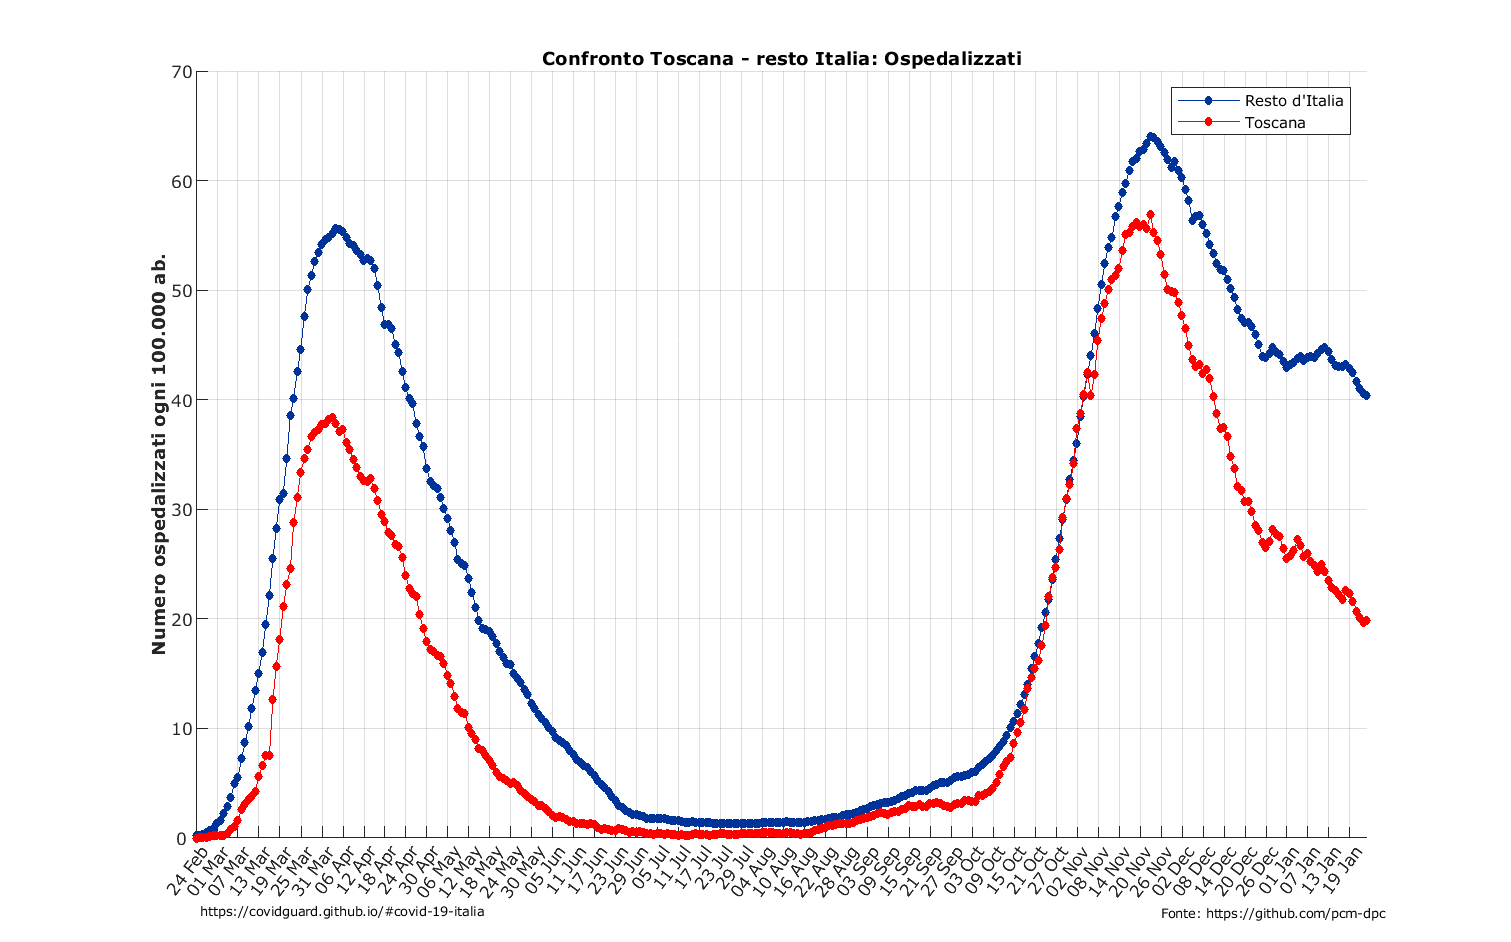 Confronto Toscana - resto Italia: Ospedalizzati
Resto d'Italia
Toscana
Numero ospedalizzati ogni 100.000 ab.
70
60
50
40
30
20
10
0
24 Feb
01 Mar
07 Mar
13 Mar
19 Mar
25 Mar
31 Mar
06 Apr
12 Apr
18 Apr
24 Apr
30 Apr
06 May
12 May
18 May
24 May
30 May
05 Jun
11 Jun
17 Jun
23 Jun
29 Jun
05 Jul
11 Jul
17 Jul
23 Jul
29 Jul
04 Aug
10 Aug
16 Aug
22 Aug
28 Aug
03 Sep
09 Sep
15 Sep
21 Sep
27 Sep
03 Oct
09 Oct
15 Oct
21 Oct
27 Oct
02 Nov
08 Nov
14 Nov
20 Nov
26 Nov
02 Dec
08 Dec
14 Dec
20 Dec
26 Dec
01 Jan
07 Jan
13 Jan
19 Jan
https://covidguard.github.io/#covid-19-italia
Fonte: https://github.com/pcm-dpc